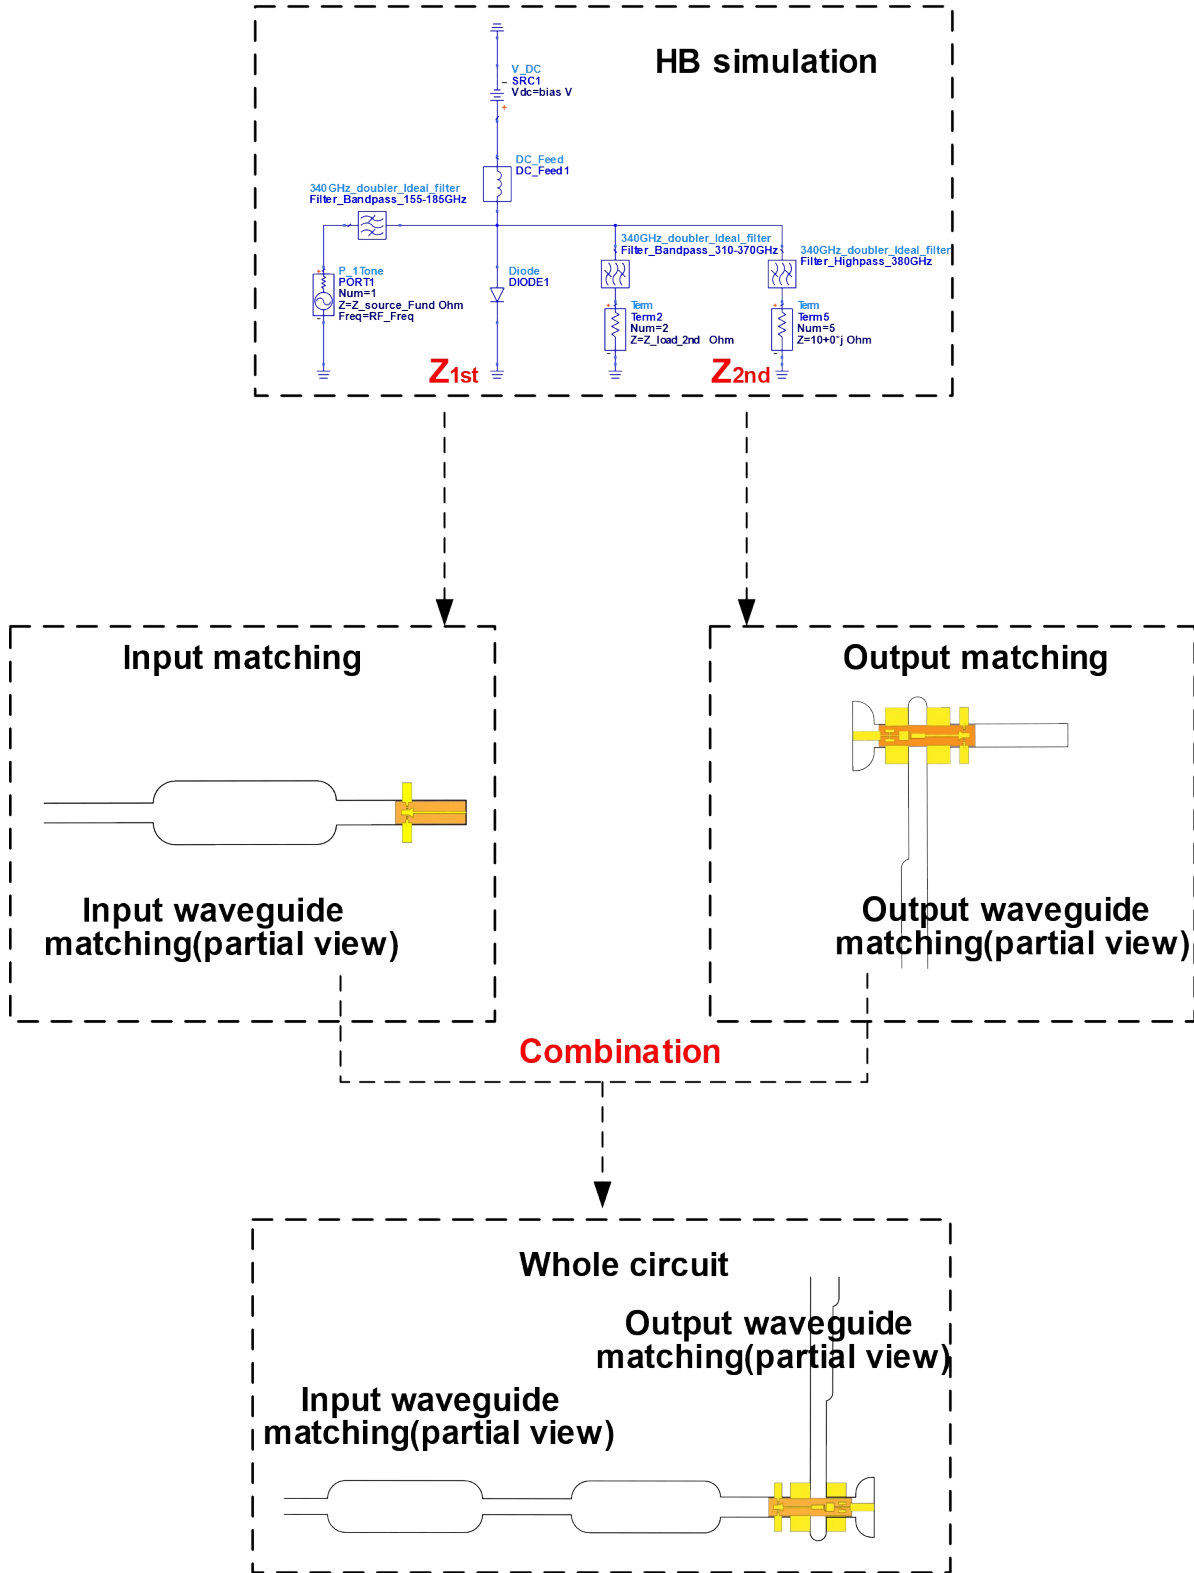 HB simulation
V_DC
SRC1
Vdc=bias V
DC_Feed
DC_Feed1
340GHz_doubler_Ideal_filter
Filter_Bandpass_155-185GHz
340GHz_doubler_Ideal_filter
Filter_Bandpass_310-370GHz
340GHz_doubler_Ideal_filter
Filter_Highpass_380GHz
P_1Tone
PORT1
Num=1
Z=Z_source_Fund Ohm
Freq=RF_Freq
Diode
DIODE1
Term
Term2
Num=2
Z=Z_load_2nd Ohm
Term
Term5
Num=5
Z=10+0*j Ohm
Z1st
Z2nd
Input matching
Input waveguide
matching(partial view)
Output matching
Output waveguide
matching(partial view)
Combination
Whole circuit
Output waveguide
matching(partial view)
Input waveguide
matching(partial view)